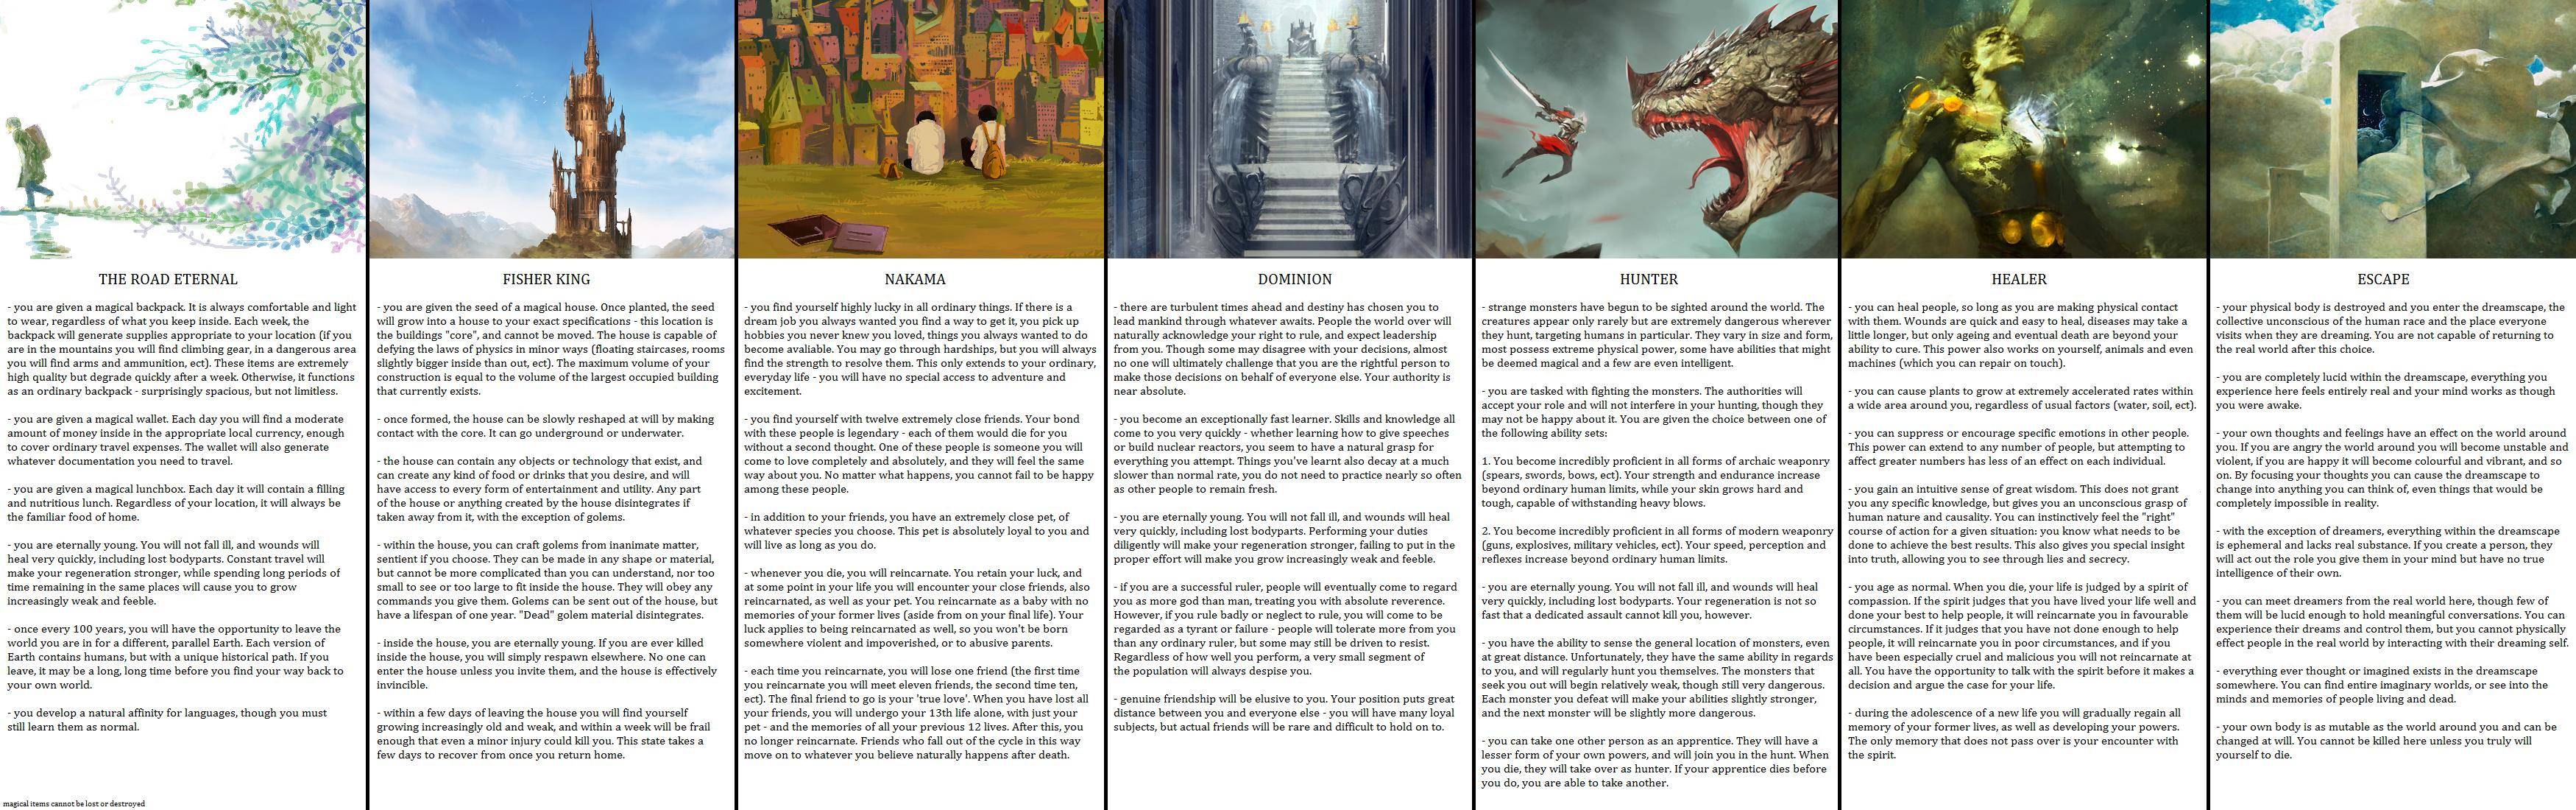 THE ROAD ETERNAL
- you are given a magical backpack. It is always comfortable and light
to wear, regardless of what you keep inside. Each week, the
backpack will generate supplies appropriate to your location (if you
are in the mountains you will find climbing gear, in a dangerous area
you will find arms and ammunition, ect). These items are extremely
high quality but degrade quickly after a week. Otherwise, it functions
as an ordinary backpack - surprisingly spacious, but not limitless.
- you are given a magical wallet. Each day you will find a moderate
amount of money inside in the appropriate local currency, enough
to cover ordinary travel expenses. The wallet will also generate
whatever documentation you need to travel.
- you are given a magical lunchbox. Each day it will contain a filling
and nutritious lunch. Regardless of your location, it will always be
the familiar food of home.
- you are eternally young. You will not fall ill, and wounds will
heal very quickly, including lost bodyparts. Constant travel will
make your regeneration stronger, while spending long periods of
time remaining in the same places will cause you to grow
increasingly weak and feeble.
- once every 100 years, you will have the opportunity to leave the
world you are in for a different, parallel Earth. Each version of
Earth contains humans, but with a unique historical path. If you
leave, it may be a long, long time before you find your way back to
your own world.
- you develop a natural affinity for languages, though you must
still learn them as normal.
magical items cannot be lost or destroyed
FISHER KING
- you are given the seed of a magical house. Once planted, the seed
will grow into a house to your exact specifications - this location is
the buildings "core", and cannot be moved. The house is capable of
defying the laws of physics in minor ways (floating staircases, rooms
slightly bigger inside than out, ect). The maximum volume of your
construction is equal to the volume of the largest occupied building
that currently exists.
- once formed, the house can be slowly reshaped at will by making
contact with the core. It can go underground or underwater.
- the house can contain any objects or technology that exist, and
can create any kind of food or drinks that you desire, and will
have access to every form of entertainment and utility. Any part
of the house or anything created by the house disintegrates if
taken away from it, with the exception of golems.
- within the house, you can craft golems from inanimate matter,
sentient if you choose. They can be made in any shape or material,
but cannot be more complicated than you can understand, nor too
small to see or too large to fit inside the house. They will obey any
commands you give them. Golems can be sent out of the house, but
have a lifespan of one year. "Dead" golem material disintegrates.
- inside the house, you are eternally young. If you are ever killed
inside the house, you will simply respawn elsewhere. No one can
enter the house unless you invite them, and the house is effectively
invincible.
- within a few days of leaving the house you will find yourself
growing increasingly old and weak, and within a week will be frail
enough that even a minor injury could kill you. This state takes a
few days to recover from once you return home.
NAKAMA
- you find yourself highly lucky in all ordinary things. If there is a
dream job you always wanted you find a way to get it, you pick up
hobbies you never knew you loved, things you always wanted to do
become avaliable. You may go through hardships, but you will always
find the strength to resolve them. This only extends to your ordinary,
everyday life - you will have no special access to adventure and
excitement.
- you find yourself with twelve extremely close friends. Your bond
with these people is legendary - each of them would die for you
without a second thought. One of these people is someone you will
come to love completely and absolutely, and they will feel the same
way about you. No matter what happens, you cannot fail to be happy
among these people.
- in addition to your friends, you have an extremely close pet, of
whatever species you choose. This pet is absolutely loyal to you and
will live as long as you do.
- whenever you die, you will reincarnate. You retain your luck, and
at some point in your life you will encounter your close friends, also
reincarnated, as well as your pet. You reincarnate as a baby with no
memories of your former lives (aside from on your final life). Your
luck applies to being reincarnated as well, so you won't be born
somewhere violent and impoverished, or to abusive parents.
- each time you reincarnate, you will lose one friend (the first time
you reincarnate you will meet eleven friends, the second time ten,
ect). The final friend to go is your 'true love'. When you have lost all
your friends, you will undergo your 13th life alone, with just your
pet - and the memories of all your previous 12 lives. After this, you
no longer reincarnate. Friends who fall out of the cycle in this way
move on to whatever you believe naturally happens after death.
DOMINION
- there are turbulent times ahead and destiny has chosen you to
lead mankind through whatever awaits. People the world over will
naturally acknowledge your right to rule, and expect leadership
from you. Though some may disagree with your decisions, almost
no one will ultimately challenge that you are the rightful person to
make those decisions on behalf of everyone else. Your authority is
near absolute.
- you become an exceptionally fast learner. Skills and knowledge all
come to you very quickly - whether learning how to give speeches
or build nuclear reactors, you seem to have a natural grasp for
everything you attempt. Things you've learnt also decay at a much
slower than normal rate, you do not need to practice nearly so often
as other people to remain fresh.
- you are eternally young. You will not fall ill, and wounds will heal
very quickly, including lost bodyparts. Performing your duties
diligently will make your regeneration stronger, failing to put in the
proper effort will make you grow increasingly weak and feeble.
- if you are a successful ruler, people will eventually come to regard
you as more god than man, treating you with absolute reverence.
However, if you rule badly or neglect to rule, you will come to be
regarded as a tyrant or failure - people will tolerate more from you
than any ordinary ruler, but some may still be driven to resist.
Regardless of how well you perform, a very small segment of
the population will always despise you.
- genuine friendship will be elusive to you. Your position puts great
distance between you and everyone else - you will have many loyal
subjects, but actual friends will be rare and difficult to hold on to.
HUNTER
- strange monsters have begun to be sighted around the world. The
creatures appear only rarely but are extremely dangerous wherever
they hunt, targeting humans in particular. They vary in size and form,
most possess extreme physical power, some have abilities that might
be deemed magical and a few are even intelligent.
- you are tasked with fighting the monsters. The authorities will
accept your role and will not interfere in your hunting, though they
may not be happy about it. You are given the choice between one of
the following ability sets:
1. You become incredibly proficient in all forms of archaic weaponry
(spears, swords, bows, ect). Your strength and endurance increase
beyond ordinary human limits, while your skin grows hard and
tough, capable of withstanding heavy blows.
2. You become incredibly proficient in all forms of modern weaponry
(guns, explosives, military vehicles, ect). Your speed, perception and
reflexes increase beyond ordinary human limits.
- you are eternally young. You will not fall ill, and wounds will heal
very quickly, including lost bodyparts. Your regeneration is not so
fast that a dedicated assault cannot kill you, however.
- you have the ability to sense the general location of monsters, even
at great distance. Unfortunately, they have the same ability in regards
to you, and will regularly hunt you themselves. The monsters that
seek you out will begin relatively weak, though still very dangerous.
Each monster you defeat will make your abilities slightly stronger,
and the next monster will be slightly more dangerous.
- you can take one other person as an apprentice. They will have a
lesser form of your own powers, and will join you in the hunt. When
you die, they will take over as hunter. If your apprentice dies before
you do, you are able to take another.
HEALER
- you can heal people, so long as you are making physical contact
with them. Wounds are quick and easy to heal, diseases may take a
little longer, but only ageing and eventual death are beyond your
ability to cure. This power also works on yourself, animals and even
machines (which you can repair on touch).
- you can cause plants to grow at extremely accelerated rates within
a wide area around you, regardless of usual factors (water, soil, ect).
- you can suppress or encourage specific emotions in other people.
This power can extend to any number of people, but attempting to
affect greater numbers has less of an effect on each individual.
- you gain an intuitive sense of great wisdom. This does not grant
you any specific knowledge, but gives you an unconscious grasp of
human nature and causality. You can instinctively feel the "right"
course of action for a given situation: you know what needs to be
done to achieve the best results. This also gives you special insight
into truth, allowing you to see through lies and secrecy.
- you age as normal. When you die, your life is judged by a spirit of
compassion. If the spirit judges that you have lived your life well and
done your best to help people, it will reincarnate you in favourable
circumstances. If it judges that you have not done enough to help
people, it will reincarnate you in poor circumstances, and if you
have been especially cruel and malicious you will not reincarnate at
all. You have the opportunity to talk with the spirit before it makes a
decision and argue the case for your life.
- during the adolescence of a new life you will gradually regain all
memory of your former lives, as well as developing your powers.
The only memory that does not pass over is your encounter with
the spirit.
ESCAPE
- your physical body is destroyed and you enter the dreamscape, the
collective unconscious of the human race and the place everyone
visits when they are dreaming. You are not capable of returning to
the real world after this choice.
- you are completely lucid within the dreamscape, everything you
experience here feels entirely real and your mind works as though
you were awake.
- your own thoughts and feelings have an effect on the world around
you. If you are angry the world around you will become unstable and
violent, if you are happy it will become colourful and vibrant, and so
on. By focusing your thoughts you can cause the dreamscape to
change into anything you can think of, even things that would be
completely impossible in reality.
- with the exception of dreamers, everything within the dreamscape
is ephemeral and lacks real substance. If you create a person, they
will act out the role you give them in your mind but have no true
intelligence of their own.
- you can meet dreamers from the real world here, though few of
them will be lucid enough to hold meaningful conversations. You can
experience their dreams and control them, but you cannot physically
effect people in the real world by interacting with their dreaming self.
- everything ever thought or imagined exists in the dreamscape
somewhere. You can find entire imaginary worlds, or see into the
minds and memories of people living and dead.
- your own body is as mutable as the world around you and can be
changed at will. You cannot be killed here unless you truly will
yourself to die.